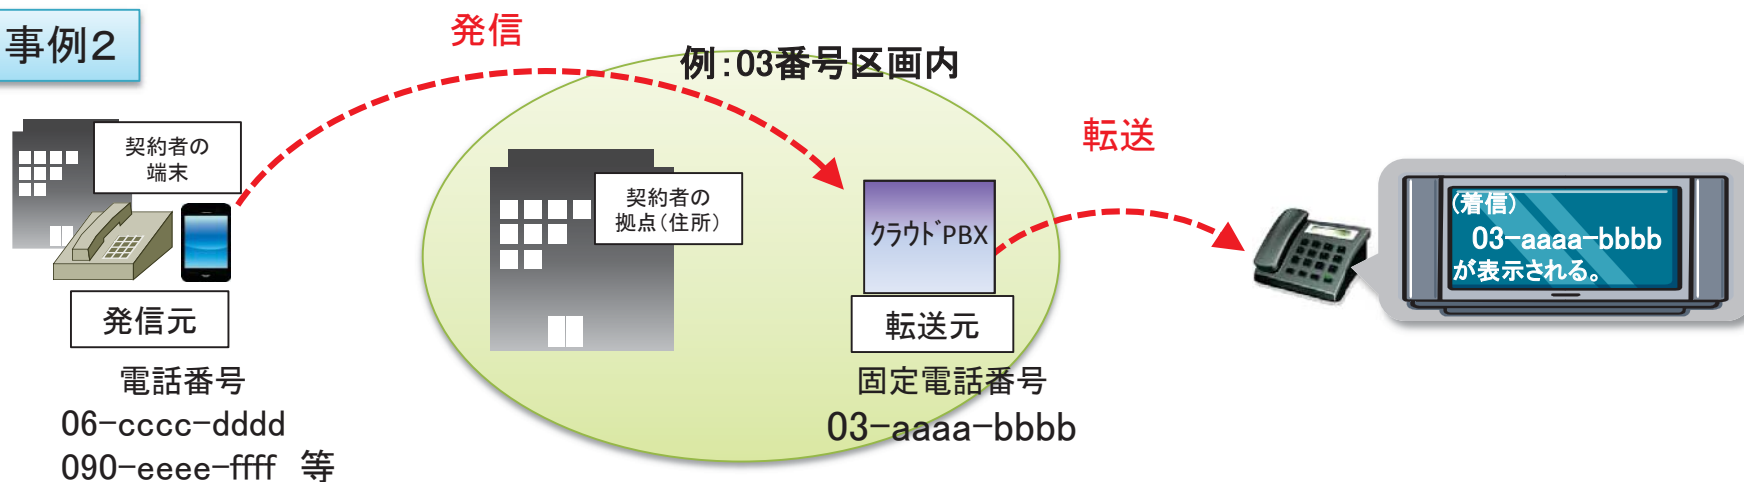 事例2
発信
例:03番号区画内
転送
契約者の
端末
契約者の
拠点(住所)
クラウドPBX
(着信)
03-aaaa-bbbb
が表示される。
発信元
転送元
電話番号
06-cccc-dddd
090-eeee-ffff 等
固定電話番号
03-aaaa-bbbb